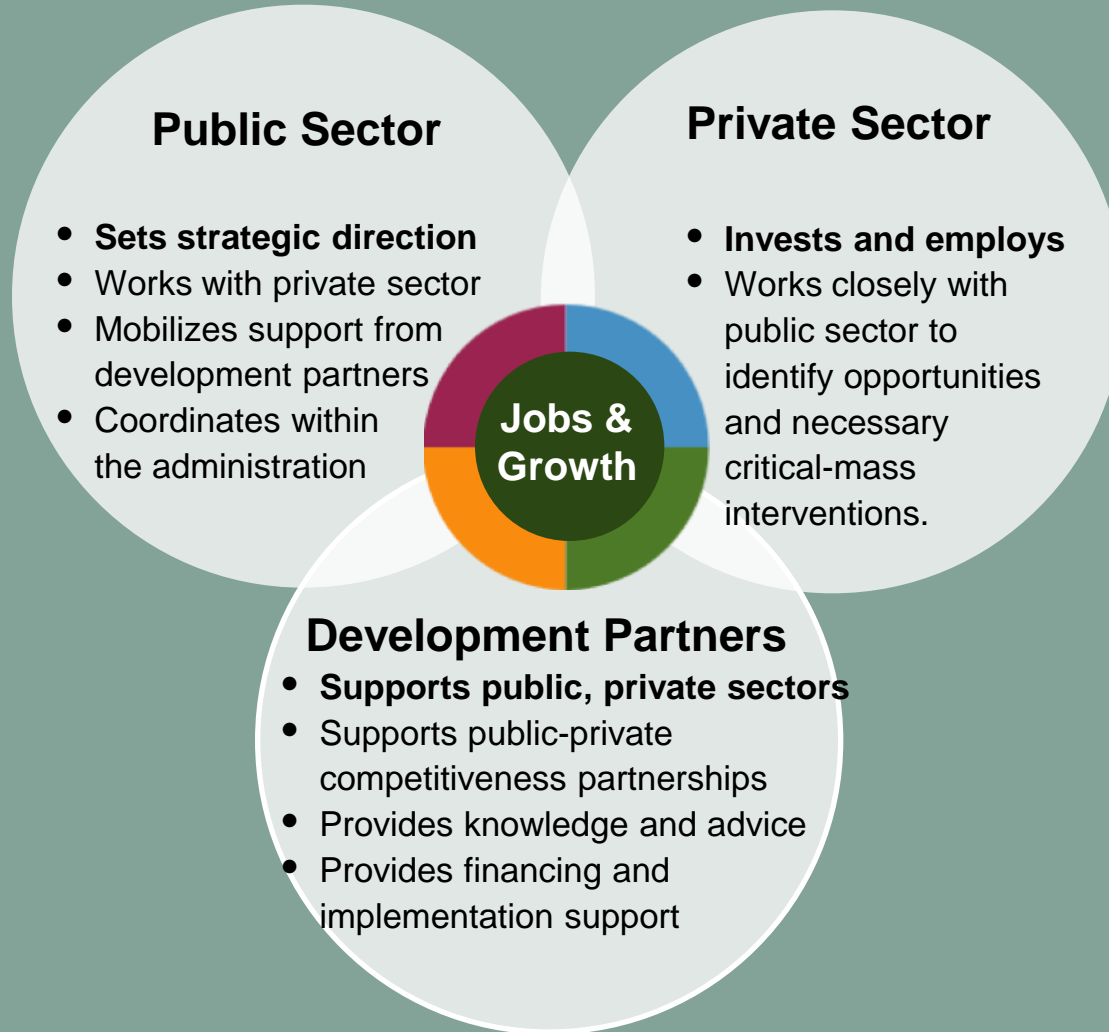 Public Sector
• Sets strategic direction
• Works with private sector
• Mobilizes support from
development partners
• Coordinates within
the administration
Private Sector
• Invests and employs
• Works closely with
public sector to
identify opportunities
and necessary
critical-mass
interventions.
Jobs &
Growth
Development Partners
• Supports public, private sectors
• Supports public-private
competitiveness partnerships
• Provides knowledge and advice
• Provides financing and
implementation support